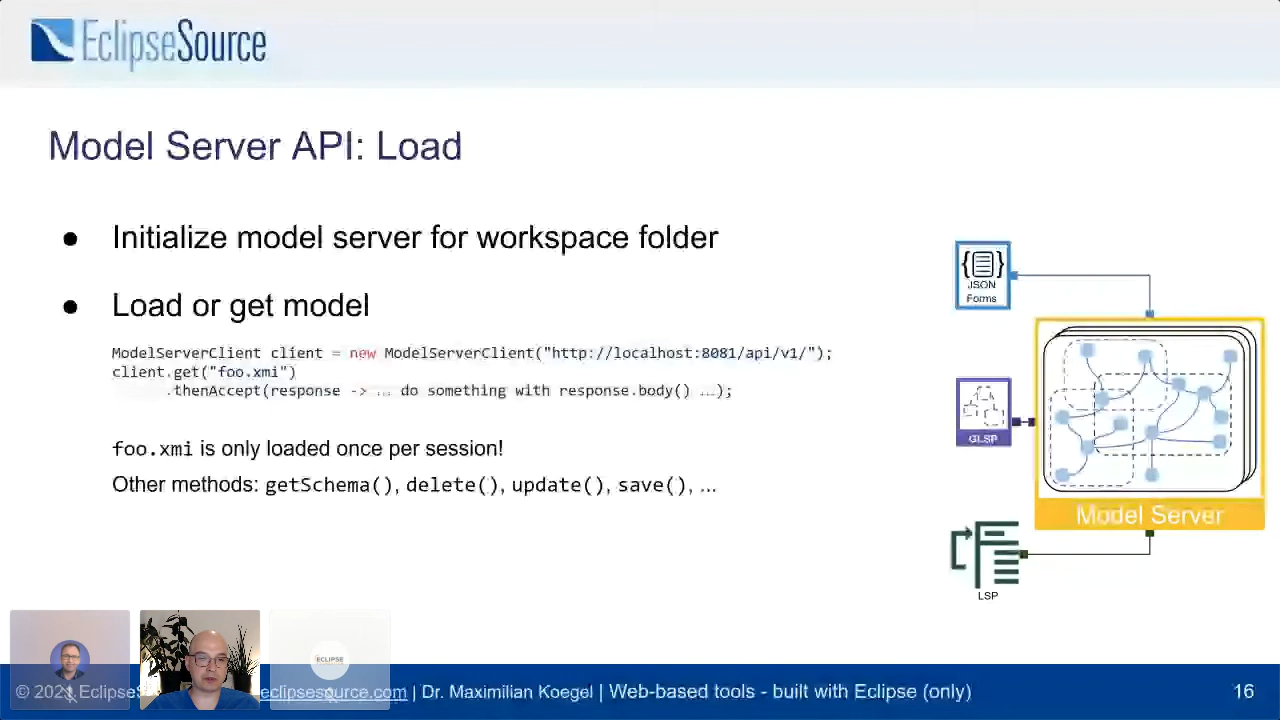 EclipseSource
Model Server API: Load
● Initialize model server for workspace folder
● Load or get model
ModelServerClient client = new ModelServerClient("http://localhost:8081/api/v1/");
client.get("foo.xmi")
.thenAccept(response -> … do something with response.body() …);
foo.xmi is only loaded once per session!
Other methods: getSchema(), delete(), update(), save(), …
{ }
JSON
Forms
GLSP
Model Server
LSP
ECLIPSE
© 2021 EclipseS eclipsesource.com | Dr. Maximilian Koegel | Web-based tools - built with Eclipse (only)
16